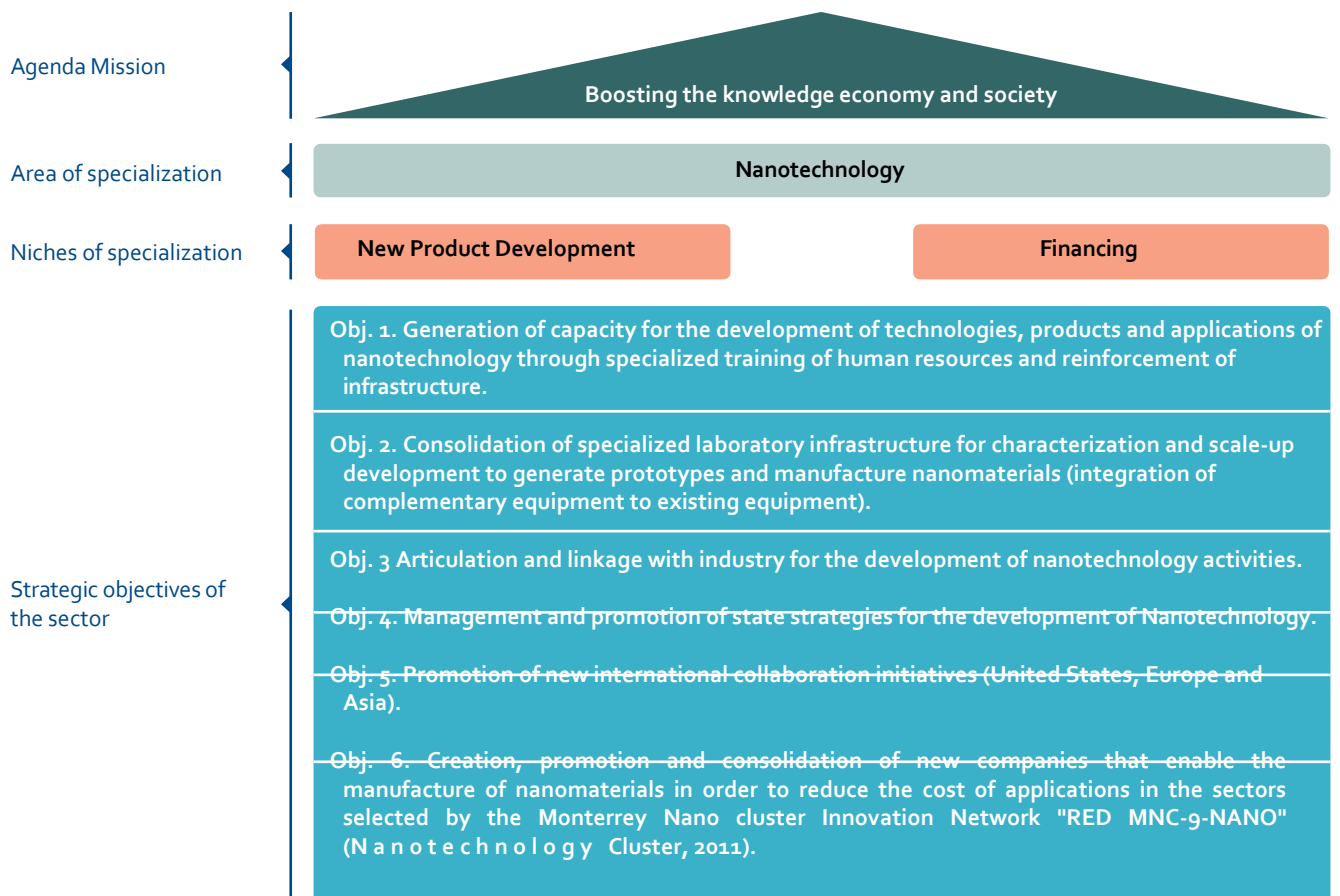 Agenda Mission
Boosting the knowledge economy and society
Area of specialization
Nanotechnology
Niches of specialization
New Product Development
Financing
Strategic objectives of
the sector
Obj. 1. Generation of capacity for the development of technologies, products and applications of
nanotechnology through specialized training of human resources and reinforcement of
infrastructure.
Obj. 2. Consolidation of specialized laboratory infrastructure for characterization and scale-up
development to generate prototypes and manufacture nanomaterials (integration of
complementary equipment to existing equipment).
Obj. 3 Articulation and linkage with industry for the development of nanotechnology activities.
Obj. 4. Management and promotion of state strategies for the development of Nanotechnology.
Obj. 5. Promotion of new international collaboration initiatives (United States, Europe and
Asia).
Obj. 6. Creation, promotion and consolidation of new companies that enable the
manufacture of nanomaterials in order to reduce the cost of applications in the sectors
selected by the Monterrey Nano cluster Innovation Network "RED MNC-9-NANO"
(N a n o t e c h n o l o g y Cluster, 2011).